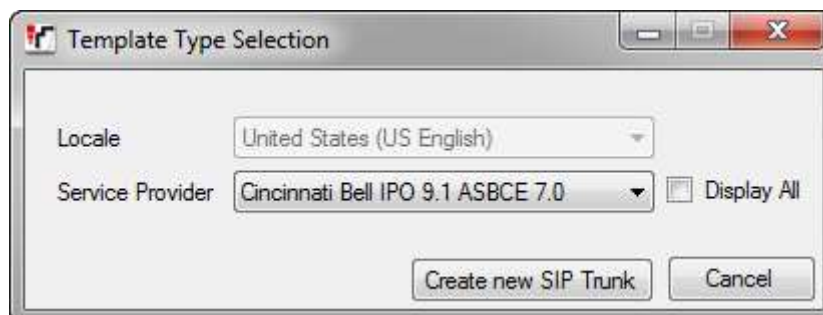 Template Type Selection
Locale United States (US English)
Service Provider Cincinnati Bell IPO 9.1 ASBCE 7.0 Display All
Create new SIP Trunk Cancel